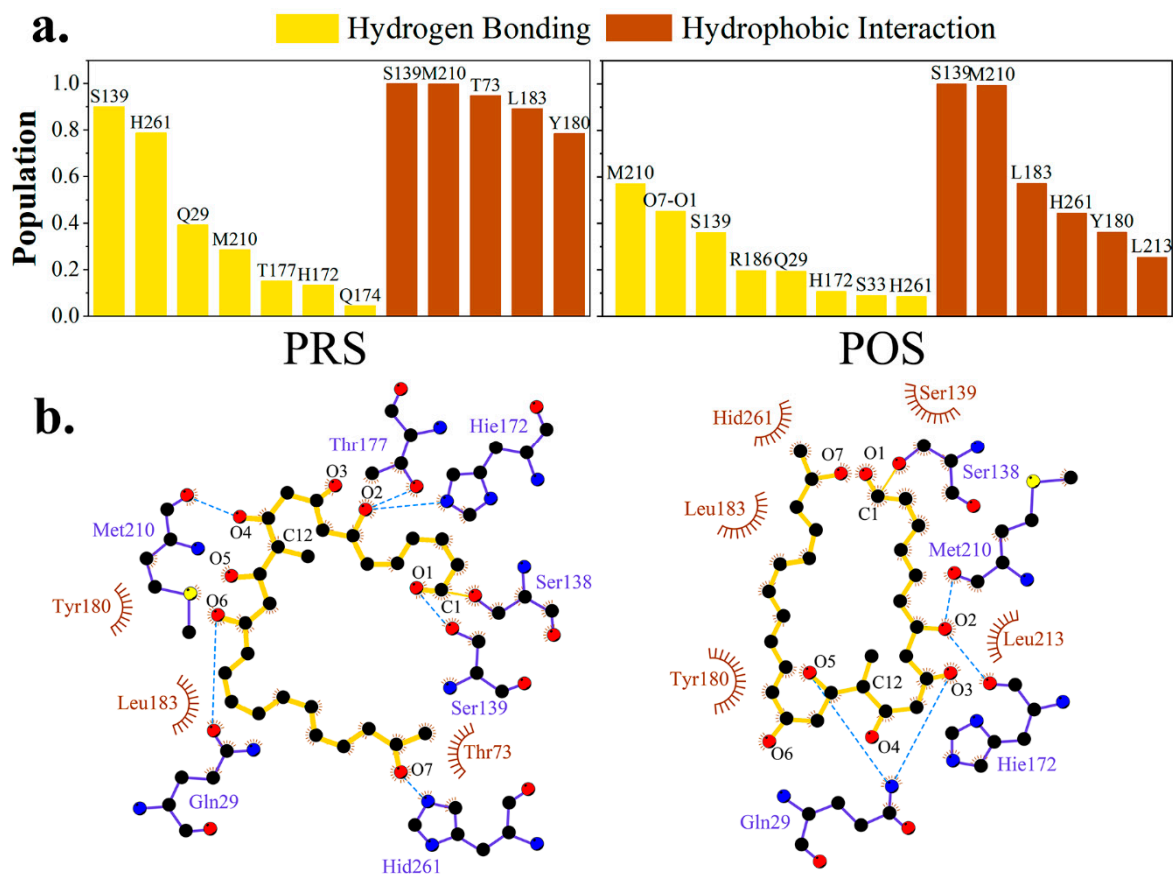 a.
Hydrogen Bonding
Hydrophobic Interaction
Population
1.0
0.8
0.6
0.4
0.2
0.0
S139
H261
Q29
M210
T177
H172
Q174
S139
M210
T73
L183
Y180
M210
O7-O1
S139
R186
Q29
H172
S33
H261
S139
M210
L183
H261
Y180
L213
PRS
POS
b.
Thr177
Hie172
O3
O2
O4
Met210
C12
O5
O1
Ser138
O6
C1
Tyr180
Leu183
Ser139
Thr73
O7
Gln29
Hid261
Ser139
Hid261
O7
O1
Ser138
Leu183
C1
Met210
O2
Leu213
Tyr180
O5
C12
O3
O6
O4
Hie172
Gln29